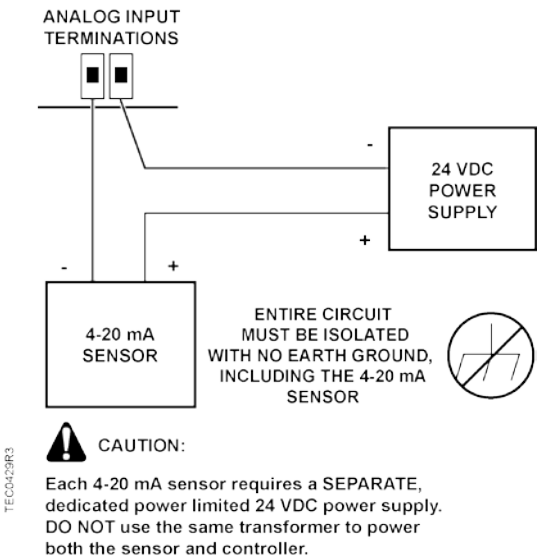 ANALOG INPUT
TERMINATIONS
-
24 VDC
POWER
SUPPLY
+
-
+
4-20 mA
SENSOR
ENTIRE CIRCUIT
MUST BE ISOLATED
WITH NO EARTH GROUND,
INCLUDING THE 4-20 mA
SENSOR
CAUTION:
Each 4-20 mA sensor requires a SEPARATE,
dedicated power limited 24 VDC power supply.
DO NOT use the same transformer to power
both the sensor and controller.
TEC0429R3